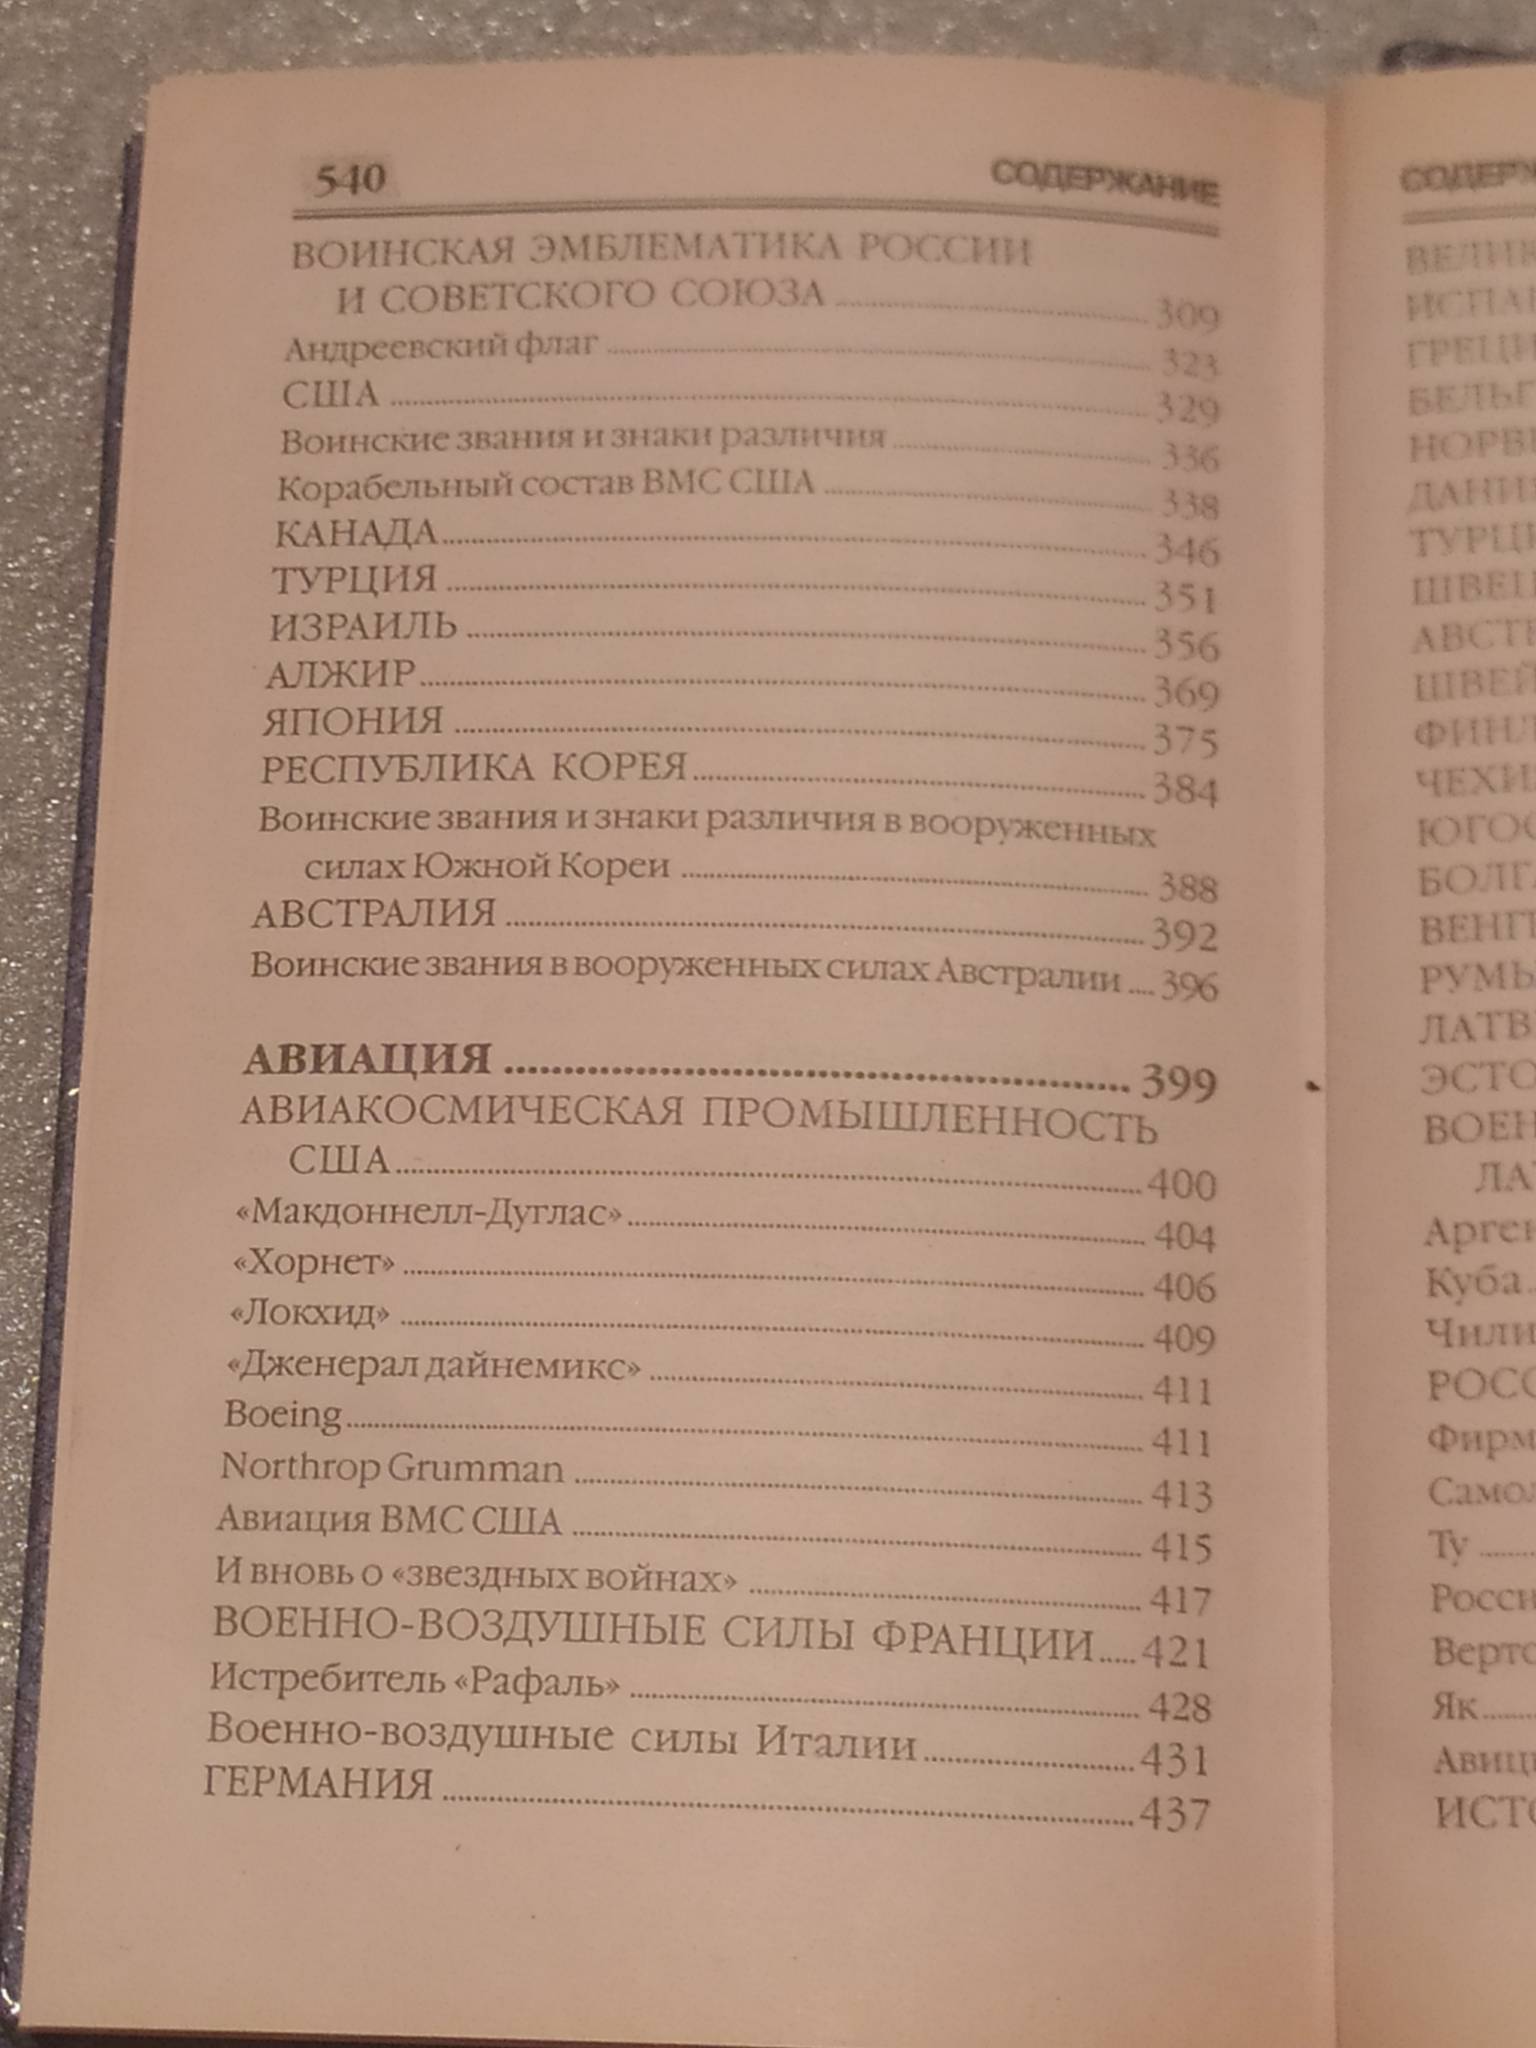 540 СОДЕРЖАНИЕ
ВОИНСКАЯ ЭМБЛЕМАТИКА РОССИИ
И СОВЕТСКОГО СОЮЗА ........ 309
Андреевский флаг ........ 323
США ........ 329
Воинские звания и знаки различия ........ 336
Корабельный состав ВМС США ........ 338
КАНАДА ........ 346
ТУРЦИЯ ........ 351
ИЗРАИЛЬ ........ 356
АЛЖИР ........ 369
ЯПОНИЯ ........ 375
РЕСПУБЛИКА КОРЕЯ ........ 384
Воинские звания и знаки различия в вооруженных
силах Южной Кореи ........ 388
АВСТРАЛИЯ ........ 392
Воинские звания в вооруженных силах Австралии .... 396
АВИАЦИЯ ........ 399
АВИАКОСМИЧЕСКАЯ ПРОМЫШЛЕННОСТЬ
США ........ 400
«Макдоннелл-Дуглас» ........ 404
«Хорнет» ........ 406
«Локхид» ........ 409
«Дженерал дайнемикс» ........ 411
Boeing ........ 411
Northrop Grumman ........ 413
Авиация ВМС США ........ 415
И вновь о «звездных войнах» ........ 417
ВОЕННО-ВОЗДУШНЫЕ СИЛЫ ФРАНЦИИ ..... 421
Истребитель «Рафаль» ........ 428
Военно-воздушные силы Италии ........ 431
ГЕРМАНИЯ ........ 437
Куба
Чили
Ту
Як